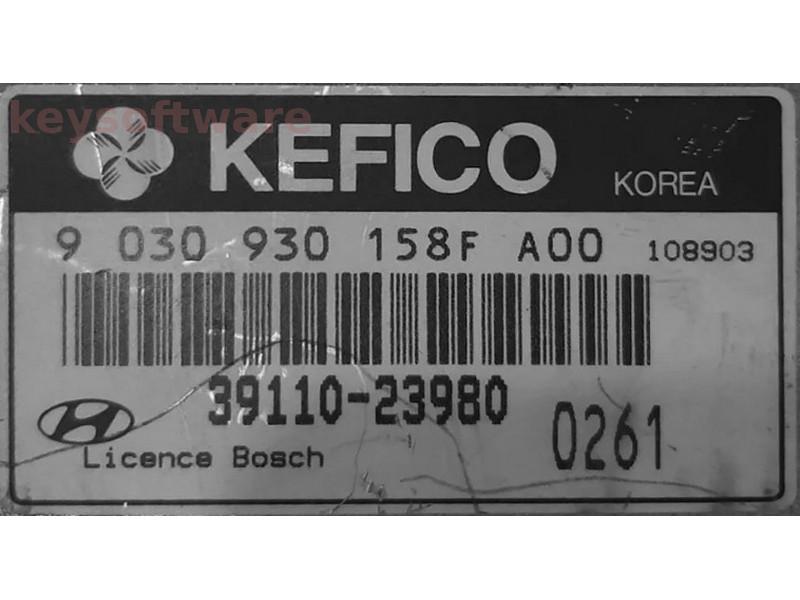 keysoftware
KEFICO
KOREA
9 030 930 158F A00 108903
39110-23980
0261
Licence Bosch